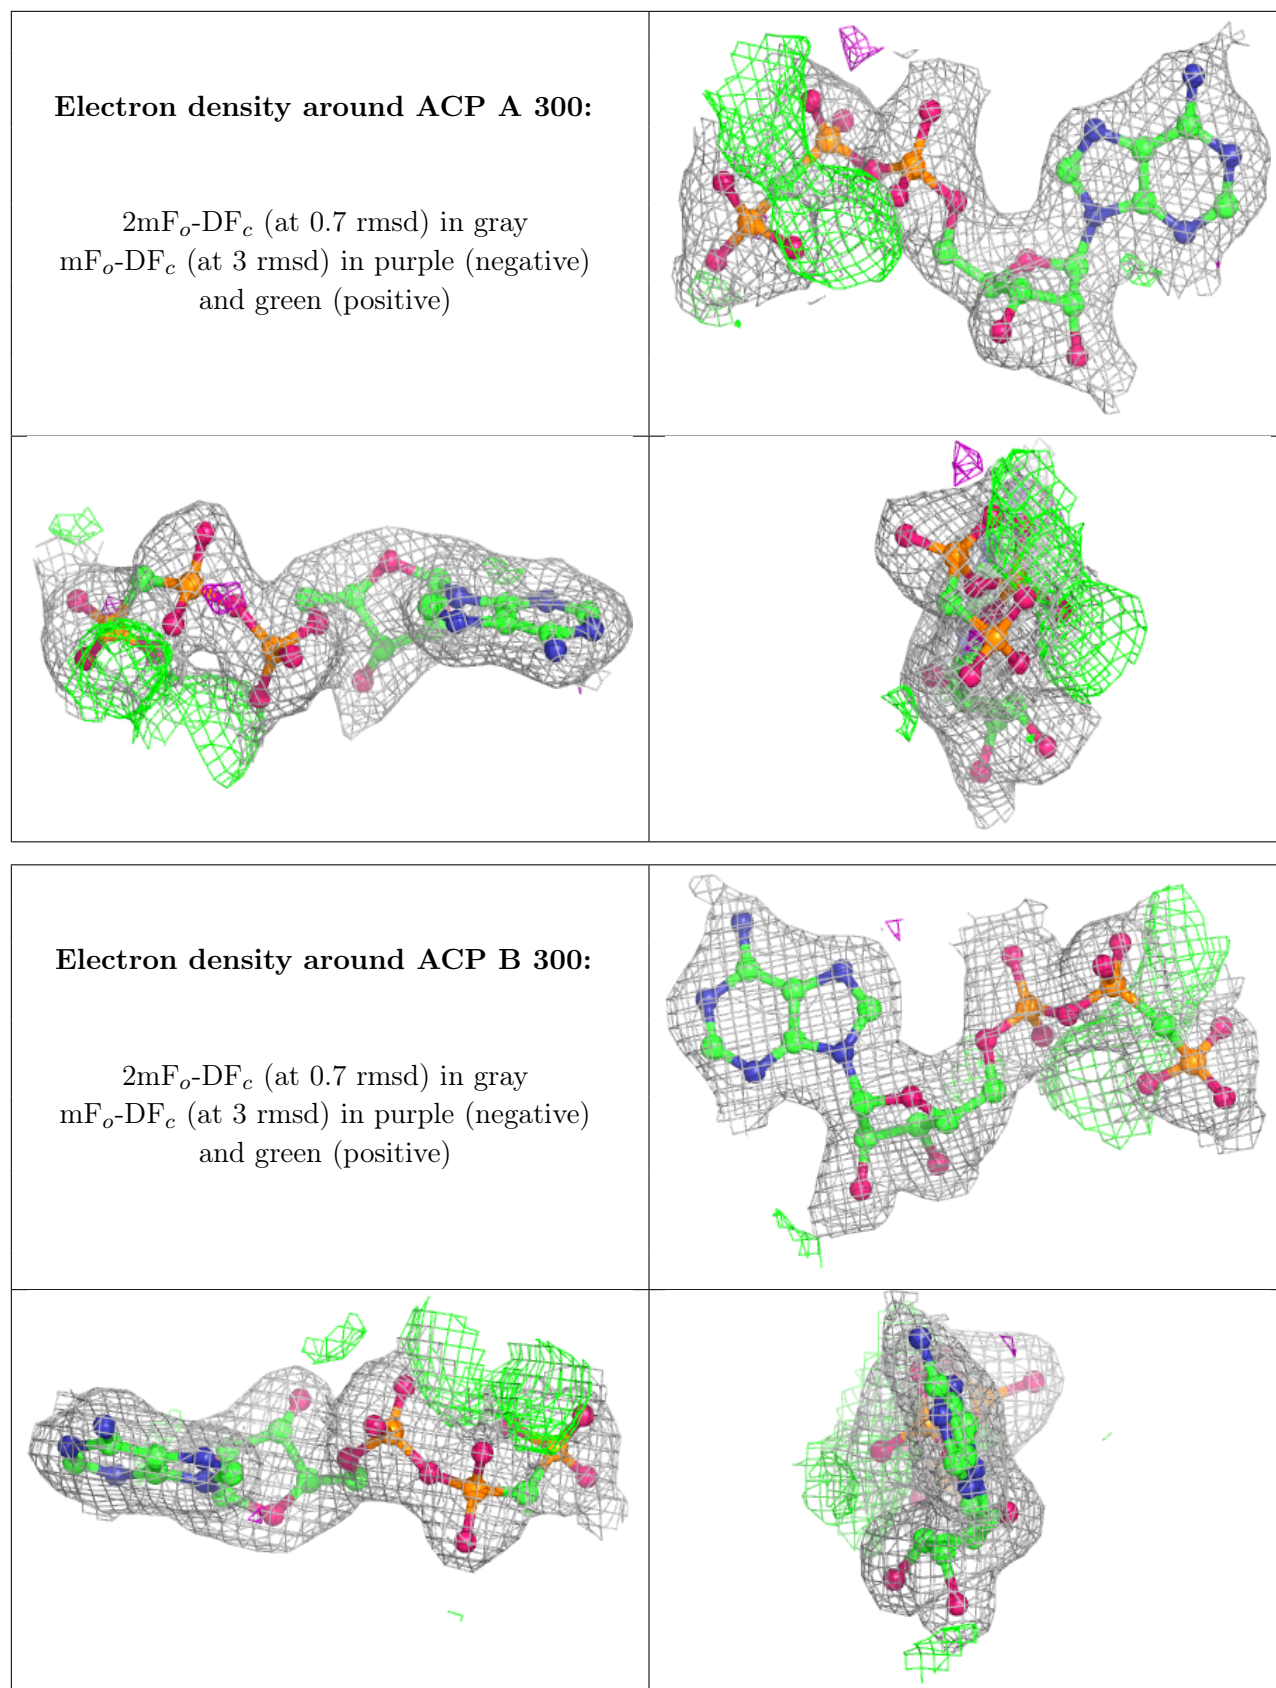 Electron density around ACP A 300:
2mFo-DFc (at 0.7 rmsd) in gray
mFo-DFc (at 3 rmsd) in purple (negative)
and green (positive)
Electron density around ACP B 300:
2mFo-DFc (at 0.7 rmsd) in gray
mFo-DFc (at 3 rmsd) in purple (negative)
and green (positive)